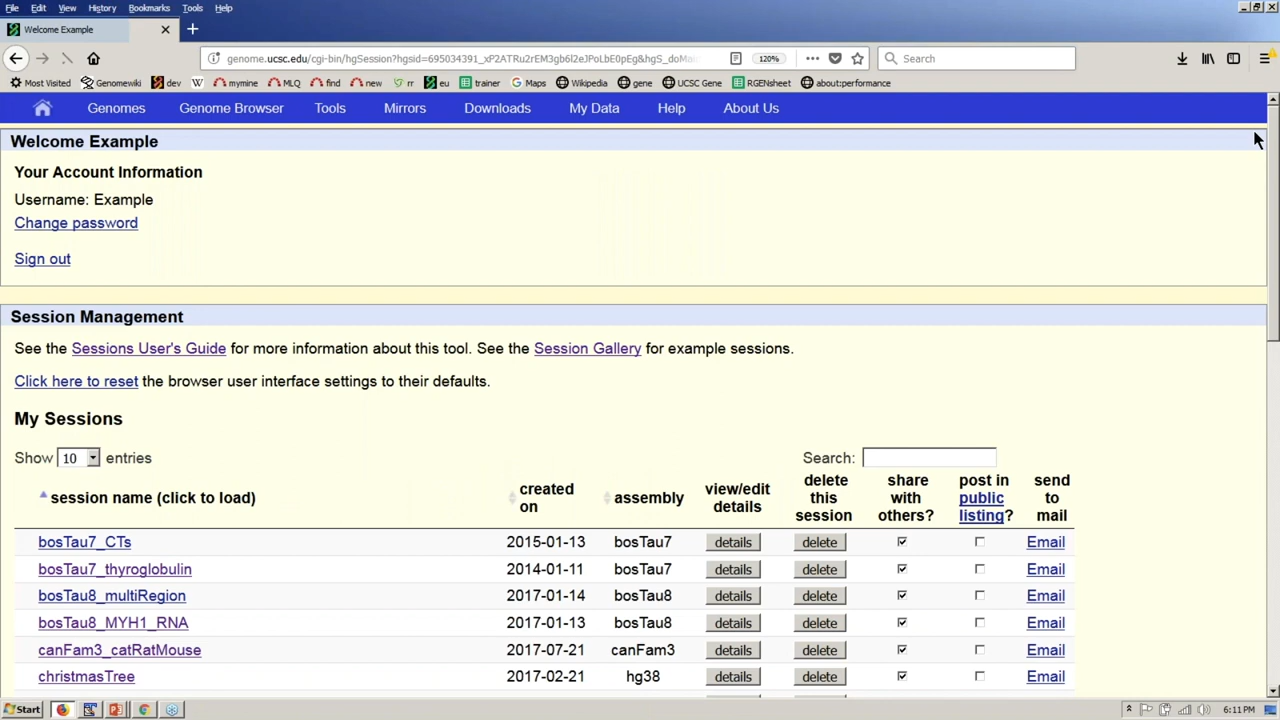 File Edit View History Bookmarks Tools Help
Welcome Example
genome.ucsc.edu/cgi-bin/hgSession?hgsid=695034391_xP2ATRu2rEM3gb6l2eJPoLbE0pEg&hgS_doMai
120%
Search
Most Visited Genomewiki dev mymine MLQ find new rr eu trainer Maps Wikipedia gene UCSC Gene RGENsheet about:performance
Genomes Genome Browser Tools Mirrors Downloads My Data Help About Us
Welcome Example
Your Account Information
Username: Example
Change password
Sign out
Session Management
See the Sessions User's Guide for more information about this tool. See the Session Gallery for example sessions.
Click here to reset the browser user interface settings to their defaults.
My Sessions
Show 10 entries Search:
session name (click to load) created on assembly view/edit details delete this session share with others? post in public listing? send to mail
bosTau7_CTs 2015-01-13 bosTau7 details delete Email
bosTau7_thyroglobulin 2014-01-11 bosTau7 details delete Email
bosTau8_multiRegion 2017-01-14 bosTau8 details delete Email
bosTau8_MYH1_RNA 2017-01-13 bosTau8 details delete Email
canFam3_catRatMouse 2017-07-21 canFam3 details delete Email
christmasTree 2017-02-21 hg38 details delete Email
Start 6:11 PM